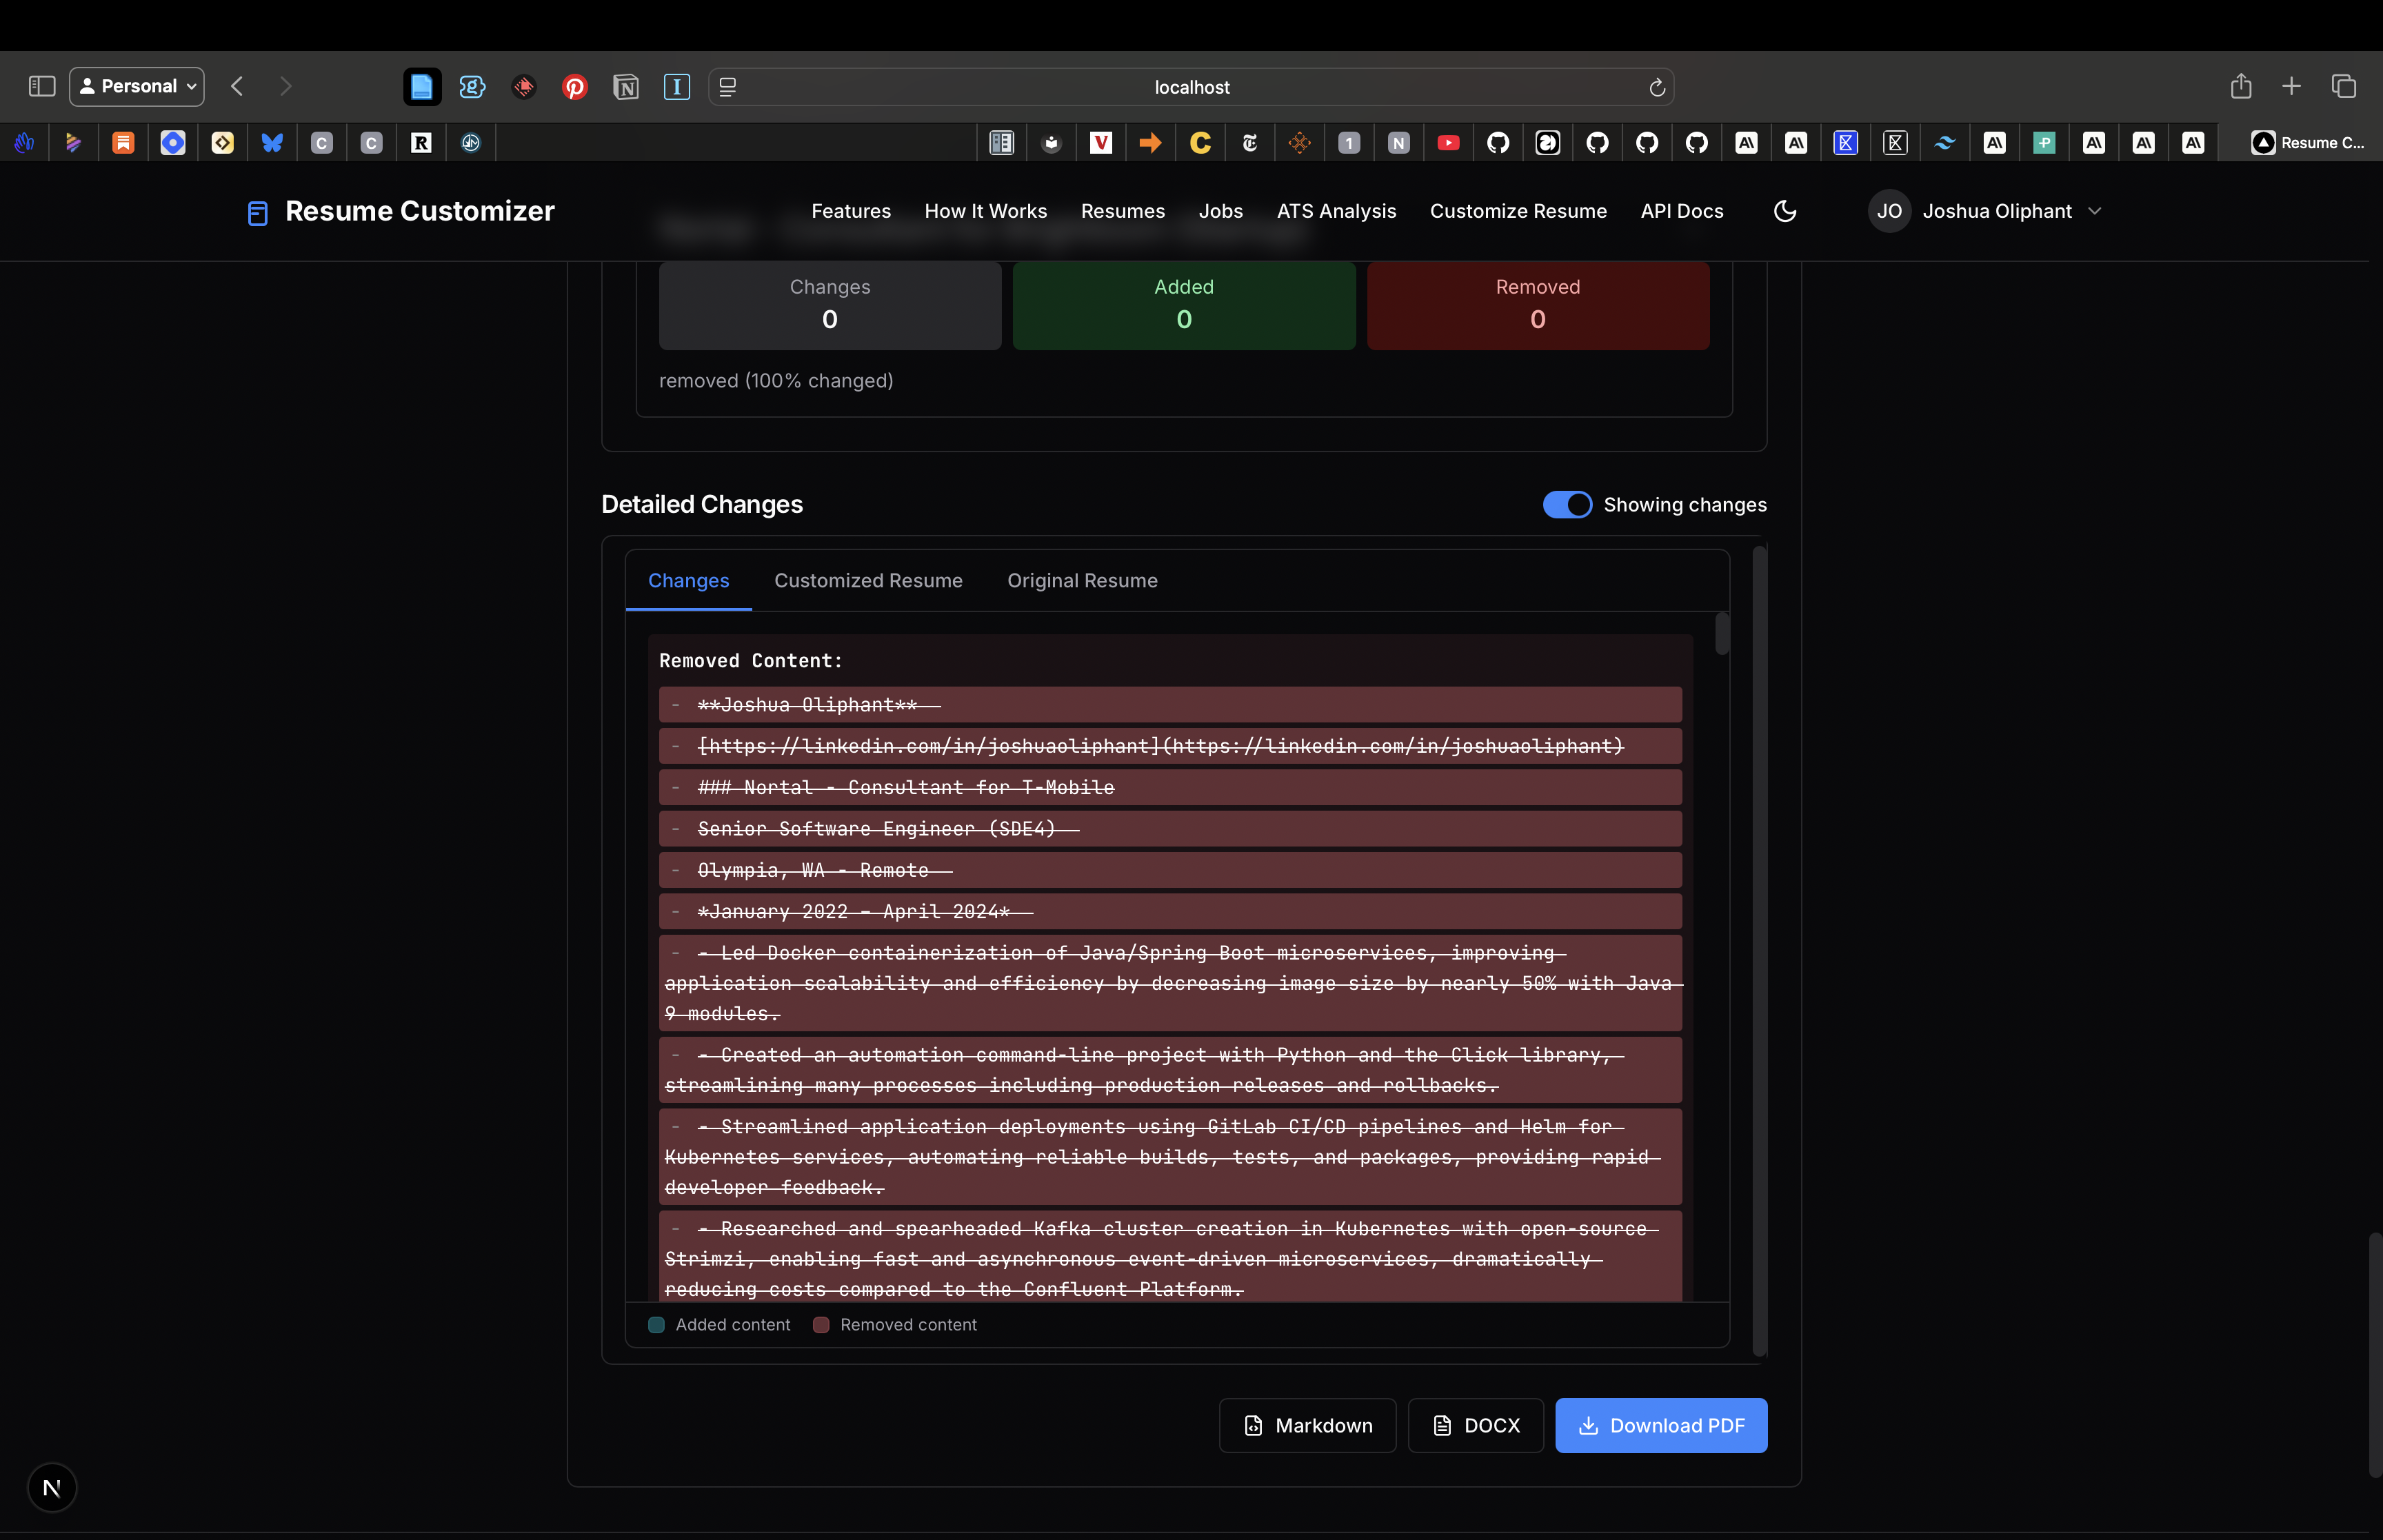 Personal
localhost
Resume C...
Resume Customizer
Features
How It Works
Resumes
Jobs
ATS Analysis
Customize Resume
API Docs
JO
Joshua Oliphant
Changes
0
Added
0
Removed
0
removed (100% changed)
Detailed Changes
Showing changes
Changes
Customized Resume
Original Resume
Removed Content:
- **Joshua Oliphant**
- [https://linkedin.com/in/joshuaoliphant](https://linkedin.com/in/joshuaoliphant)
- ### Nortal - Consultant for T-Mobile
- Senior Software Engineer (SDE4)
- Olympia, WA - Remote
- *January 2022 – April 2024*
- - Led Docker containerization of Java/Spring Boot microservices, improving
application scalability and efficiency by decreasing image size by nearly 50% with Java
9 modules.
- - Created an automation command-line project with Python and the Click library,
streamlining many processes including production releases and rollbacks.
- - Streamlined application deployments using GitLab CI/CD pipelines and Helm for
Kubernetes services, automating reliable builds, tests, and packages, providing rapid
developer feedback.
- - Researched and spearheaded Kafka cluster creation in Kubernetes with open-source
Strimzi, enabling fast and asynchronous event-driven microservices, dramatically
reducing costs compared to the Confluent Platform.
Added content
Removed content
Markdown
DOCX
Download PDF
N